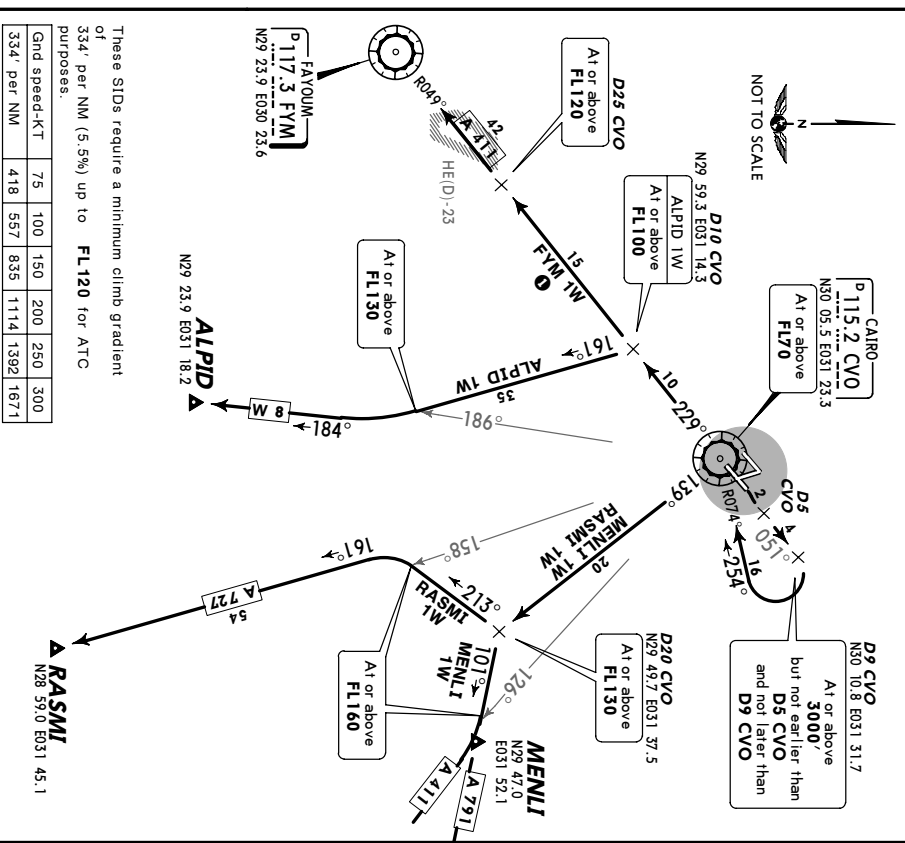 NOT TO SCALE
N
CAIRO
D 115.2 CVO
N30 05.5 E031 23.3
At or above
FL70
D10 CVO
N29 59.3 E031 14.3
ALPID 1W
At or above
FL100
D25 CVO
At or above
FL120
FAYOUM
D 117.3 FYM
N29 23.9 E030 23.6
R049°
A 411
42
HE(D)-23
15
FYM 1W
10
229°
R074°
D5
CVO
2
4
051°
16
254°
D9 CVO
N30 10.8 E031 31.7
At or above
3000'
but not earlier than
D5 CVO
and not later than
D9 CVO
161°
ALPID 1W
35
At or above
FL130
186°
184°
W 8
ALPID
N29 23.9 E031 18.2
139°
MENLI 1W
RASMI 1W
20
D20 CVO
N29 49.7 E031 37.5
At or above
FL130
213°
RASMI
1W
158°
126°
101°
MENLI
1W
MENLI
N29 47.0
E031 52.1
A 791
A 411
At or above
FL160
161°
A 727
54
RASMI
N28 59.0 E031 45.1
These SIDs require a minimum climb gradient
of
334' per NM (5.5%) up to FL120 for ATC
purposes.
Gnd speed-KT 75 100 150 200 250 300
334' per NM 418 557 835 1114 1392 1671